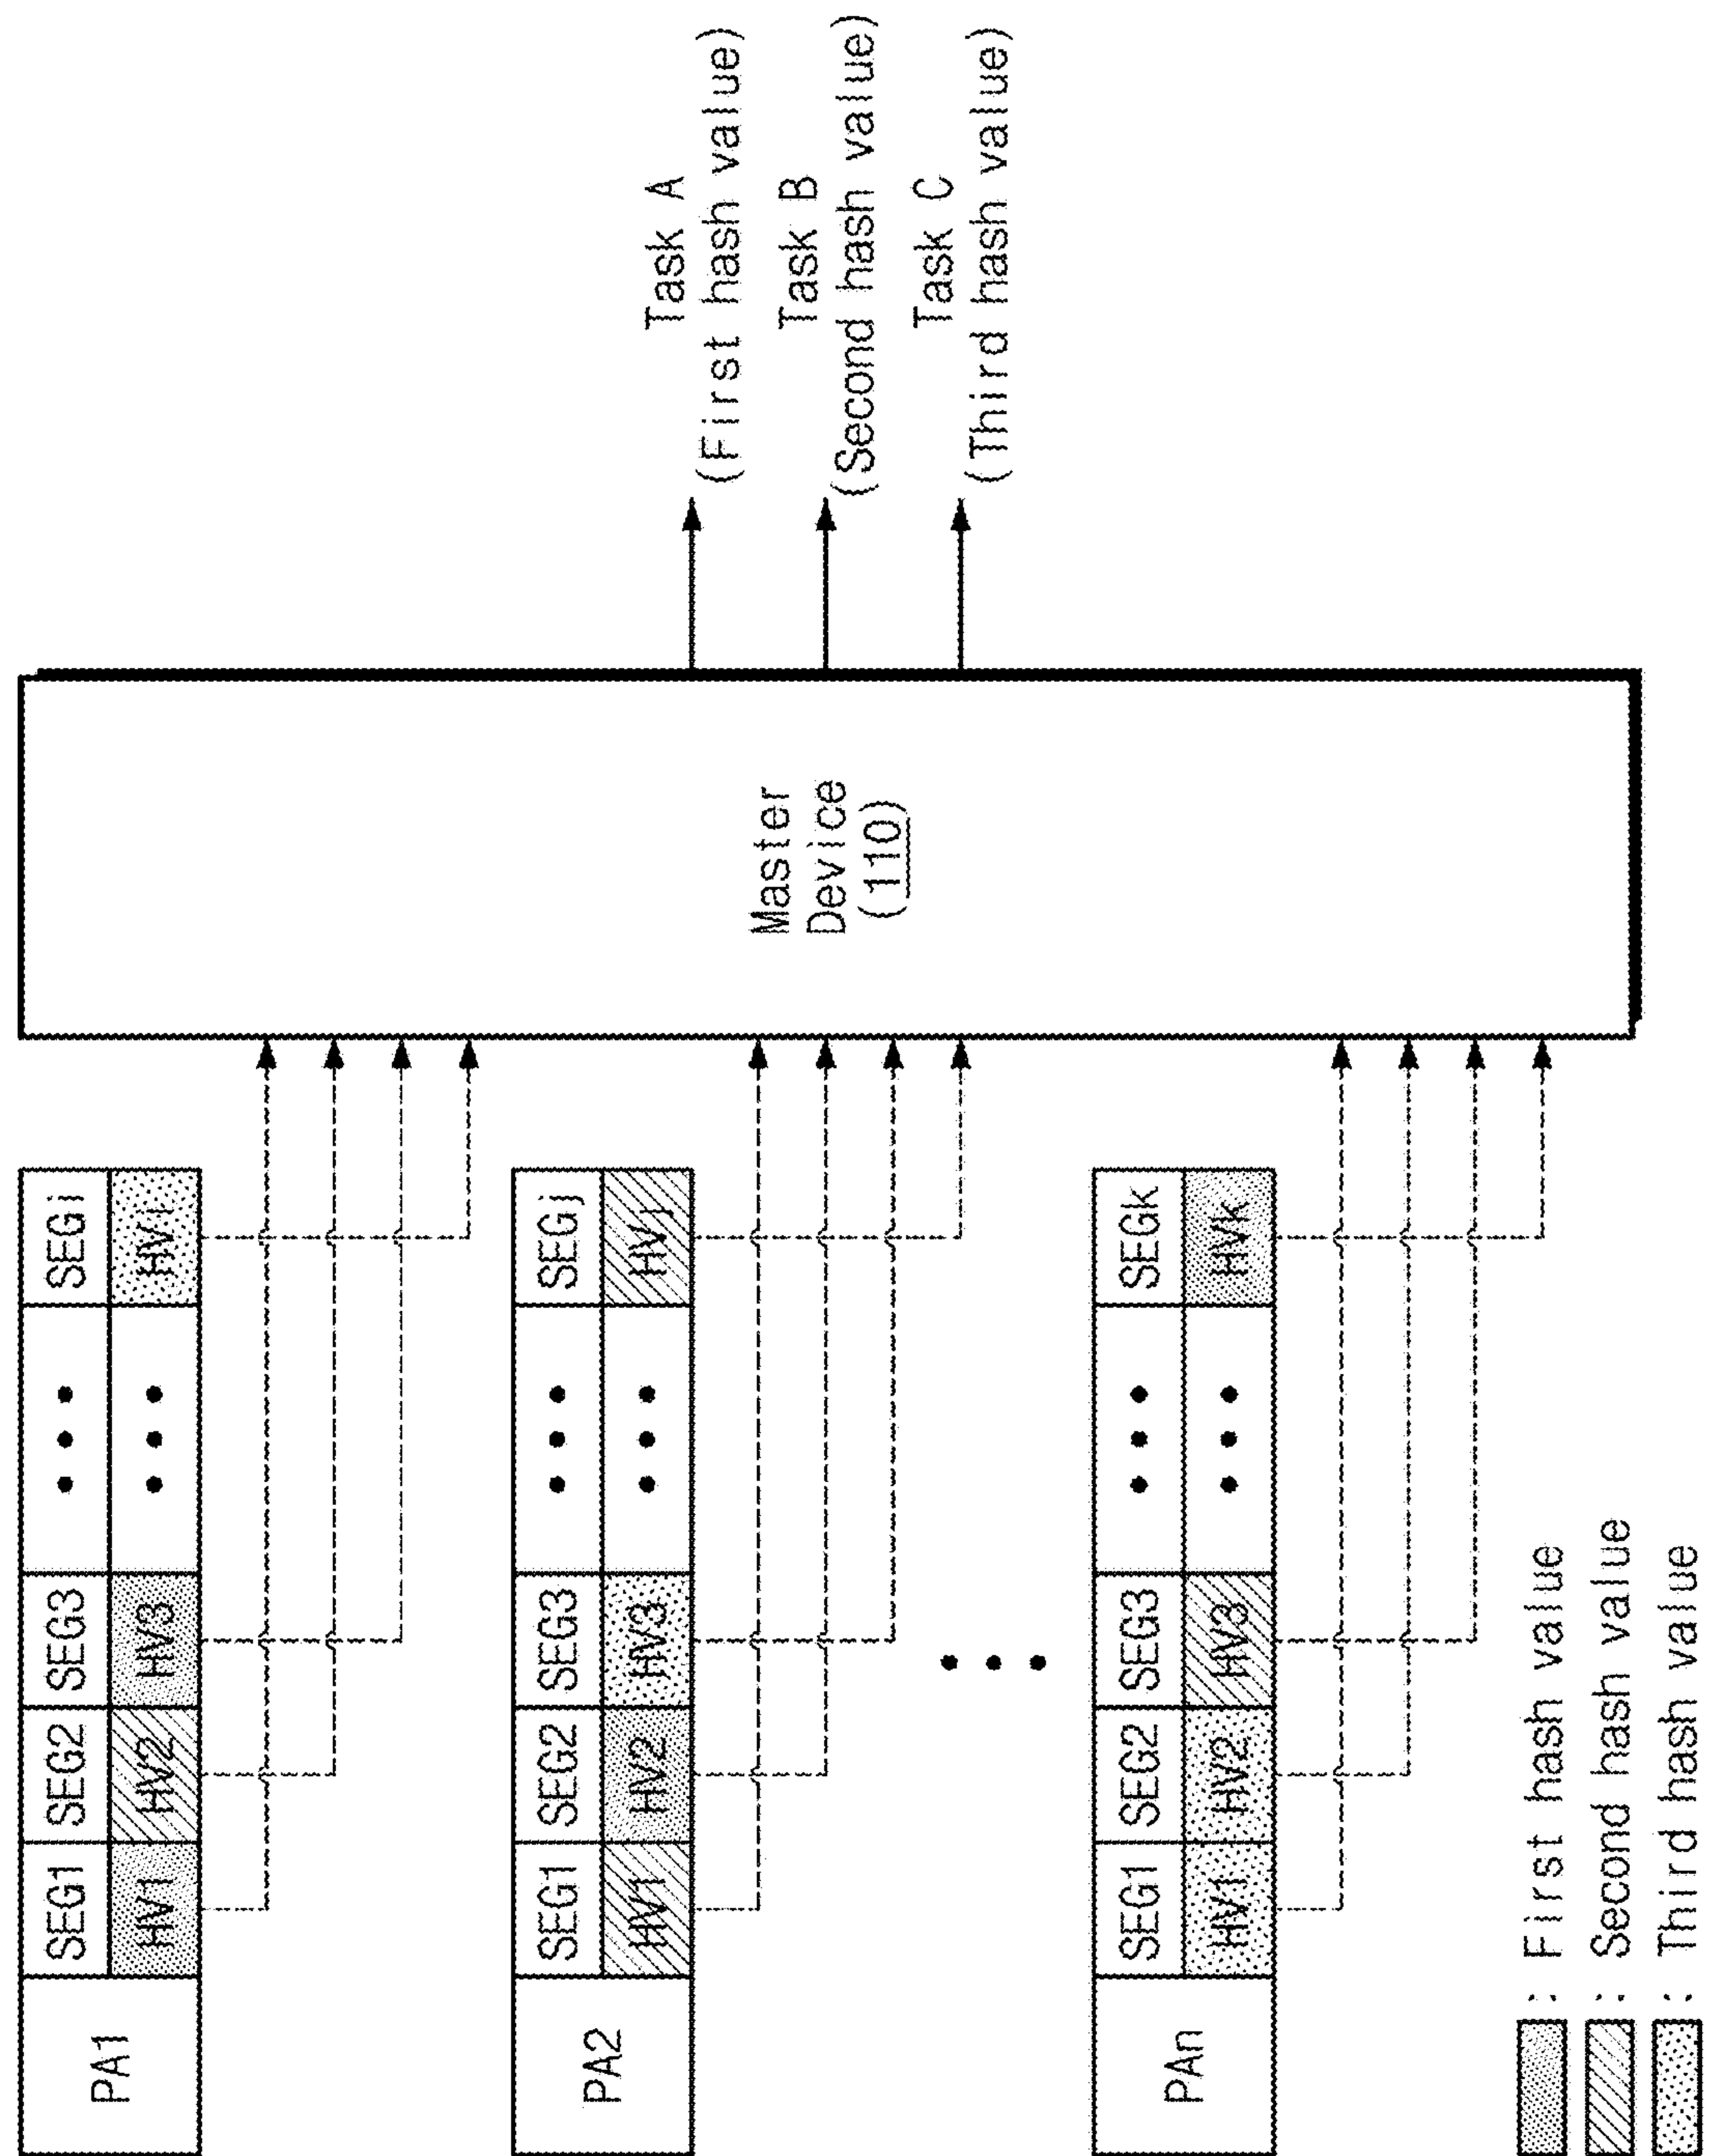 PA1
SEG1 SEG2 SEG3 ••• SEGi
HV1 HV2 HV3 ••• HVi
PA2
SEG1 SEG2 SEG3 ••• SEGj
HV1 HV2 HV3 ••• HVj
•••
PAn
SEG1 SEG2 SEG3 ••• SEGk
HV1 HV2 HV3 ••• HVk
Master
Device
(110)
Task A
(First hash value)
Task B
(Second hash value)
Task C
(Third hash value)
: First hash value
: Second hash value
: Third hash value